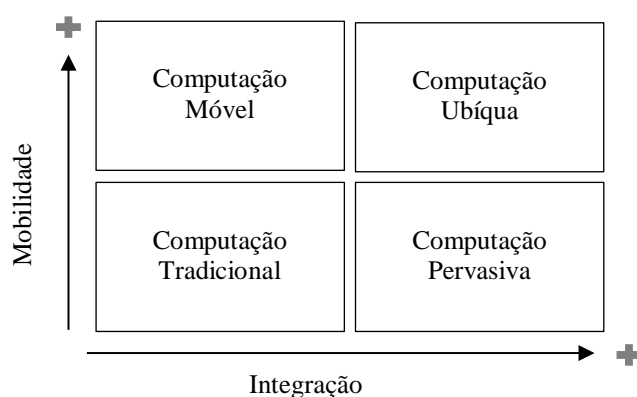 Computação
Móvel
Computação
Ubíqua
Mobilidade
Computação
Tradicional
Computação
Pervasiva
Integração